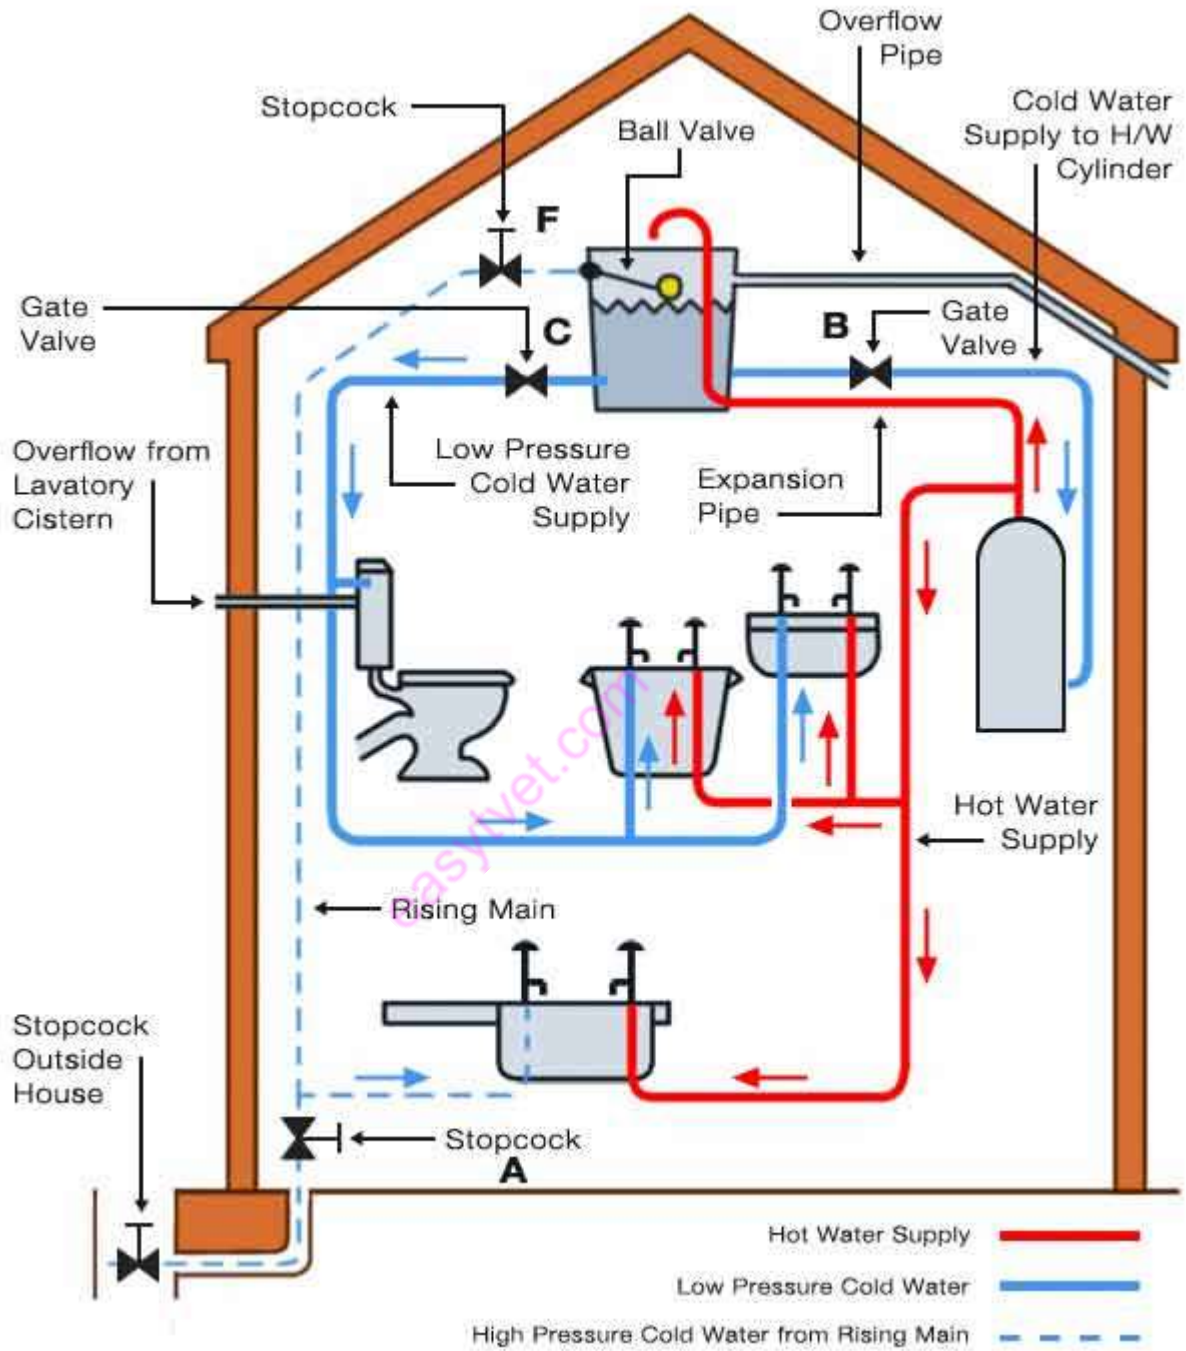 Overflow
Pipe
Stopcock
Ball Valve
Cold Water
Supply to H/W
Cylinder
F
Gate
Valve
C
B
Gate
Valve
Overflow from
Lavatory
Cistern
Low Pressure
Cold Water
Supply
Expansion
Pipe
easytvet.com
Hot Water
Supply
Rising Main
Stopcock
Outside
House
Stopcock
A
Hot Water Supply
Low Pressure Cold Water
High Pressure Cold Water from Rising Main